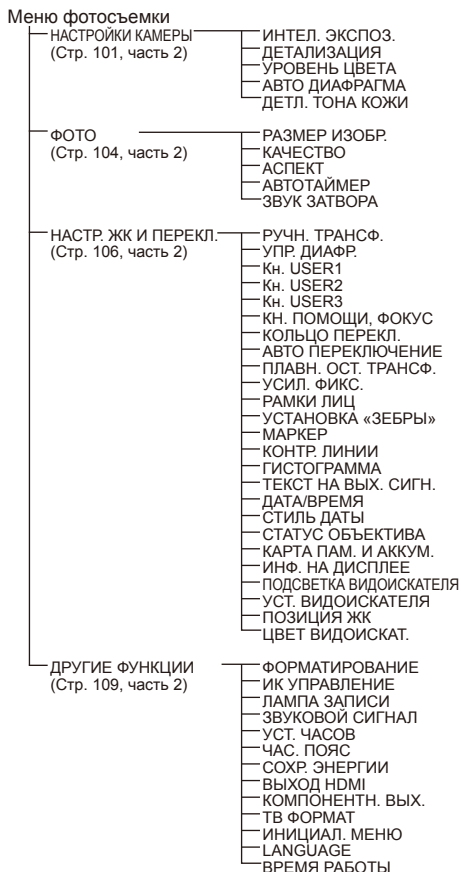 Меню фотосъемки
НАСТРОЙКИ КАМЕРЫ
(Стр. 101, часть 2)
ИНТЕЛ. ЭКСПОЗ.
ДЕТАЛИЗАЦИЯ
УРОВЕНЬ ЦВЕТА
АВТО ДИАФРАГМА
ДЕТЛ. ТОНА КОЖИ
ФОТО
(Стр. 104, часть 2)
РАЗМЕР ИЗОБР.
КАЧЕСТВО
АСПЕКТ
АВТОТАЙМЕР
ЗВУК ЗАТВОРА
НАСТР. ЖК И ПЕРЕКЛ.
(Стр. 106, часть 2)
РУЧН. ТРАНСФ.
УПР. ДИАФР.
Кн. USER1
Кн. USER2
Кн. USER3
КН. ПОМОЩИ, ФОКУС
КОЛЬЦО ПЕРЕКЛ.
АВТО ПЕРЕКЛЮЧЕНИЕ
ПЛАВН. ОСТ. ТРАНСФ.
УСИЛ. ФИКС.
РАМКИ ЛИЦ
УСТАНОВКА «ЗЕБРЫ»
МАРКЕР
КОНТР. ЛИНИИ
ГИСТОГРАММА
ТЕКСТ НА ВЫХ. СИГН.
ДАТА/ВРЕМЯ
СТИЛЬ ДАТЫ
СТАТУС ОБЪЕКТИВА
КАРТА ПАМ. И АККУМ.
ИНФ. НА ДИСПЛЕЕ
ПОДСВЕТКА ВИДОИСКАТЕЛЯ
УСТ. ВИДОИСКАТЕЛЯ
ПОЗИЦИЯ ЖК
ЦВЕТ ВИДОИСКАТ.
ДРУГИЕ ФУНКЦИИ
(Стр. 109, часть 2)
ФОРМАТИРОВАНИЕ
ИК УПРАВЛЕНИЕ
ЛАМПА ЗАПИСИ
ЗВУКОВОЙ СИГНАЛ
УСТ. ЧАСОВ
ЧАС. ПОЯС
СОХР. ЭНЕРГИИ
ВЫХОД HDMI
КОМПОНЕНТН. ВЫХ.
ТВ ФОРМАТ
ИНИЦИАЛ. МЕНЮ
LANGUAGE
ВРЕМЯ РАБОТЫ